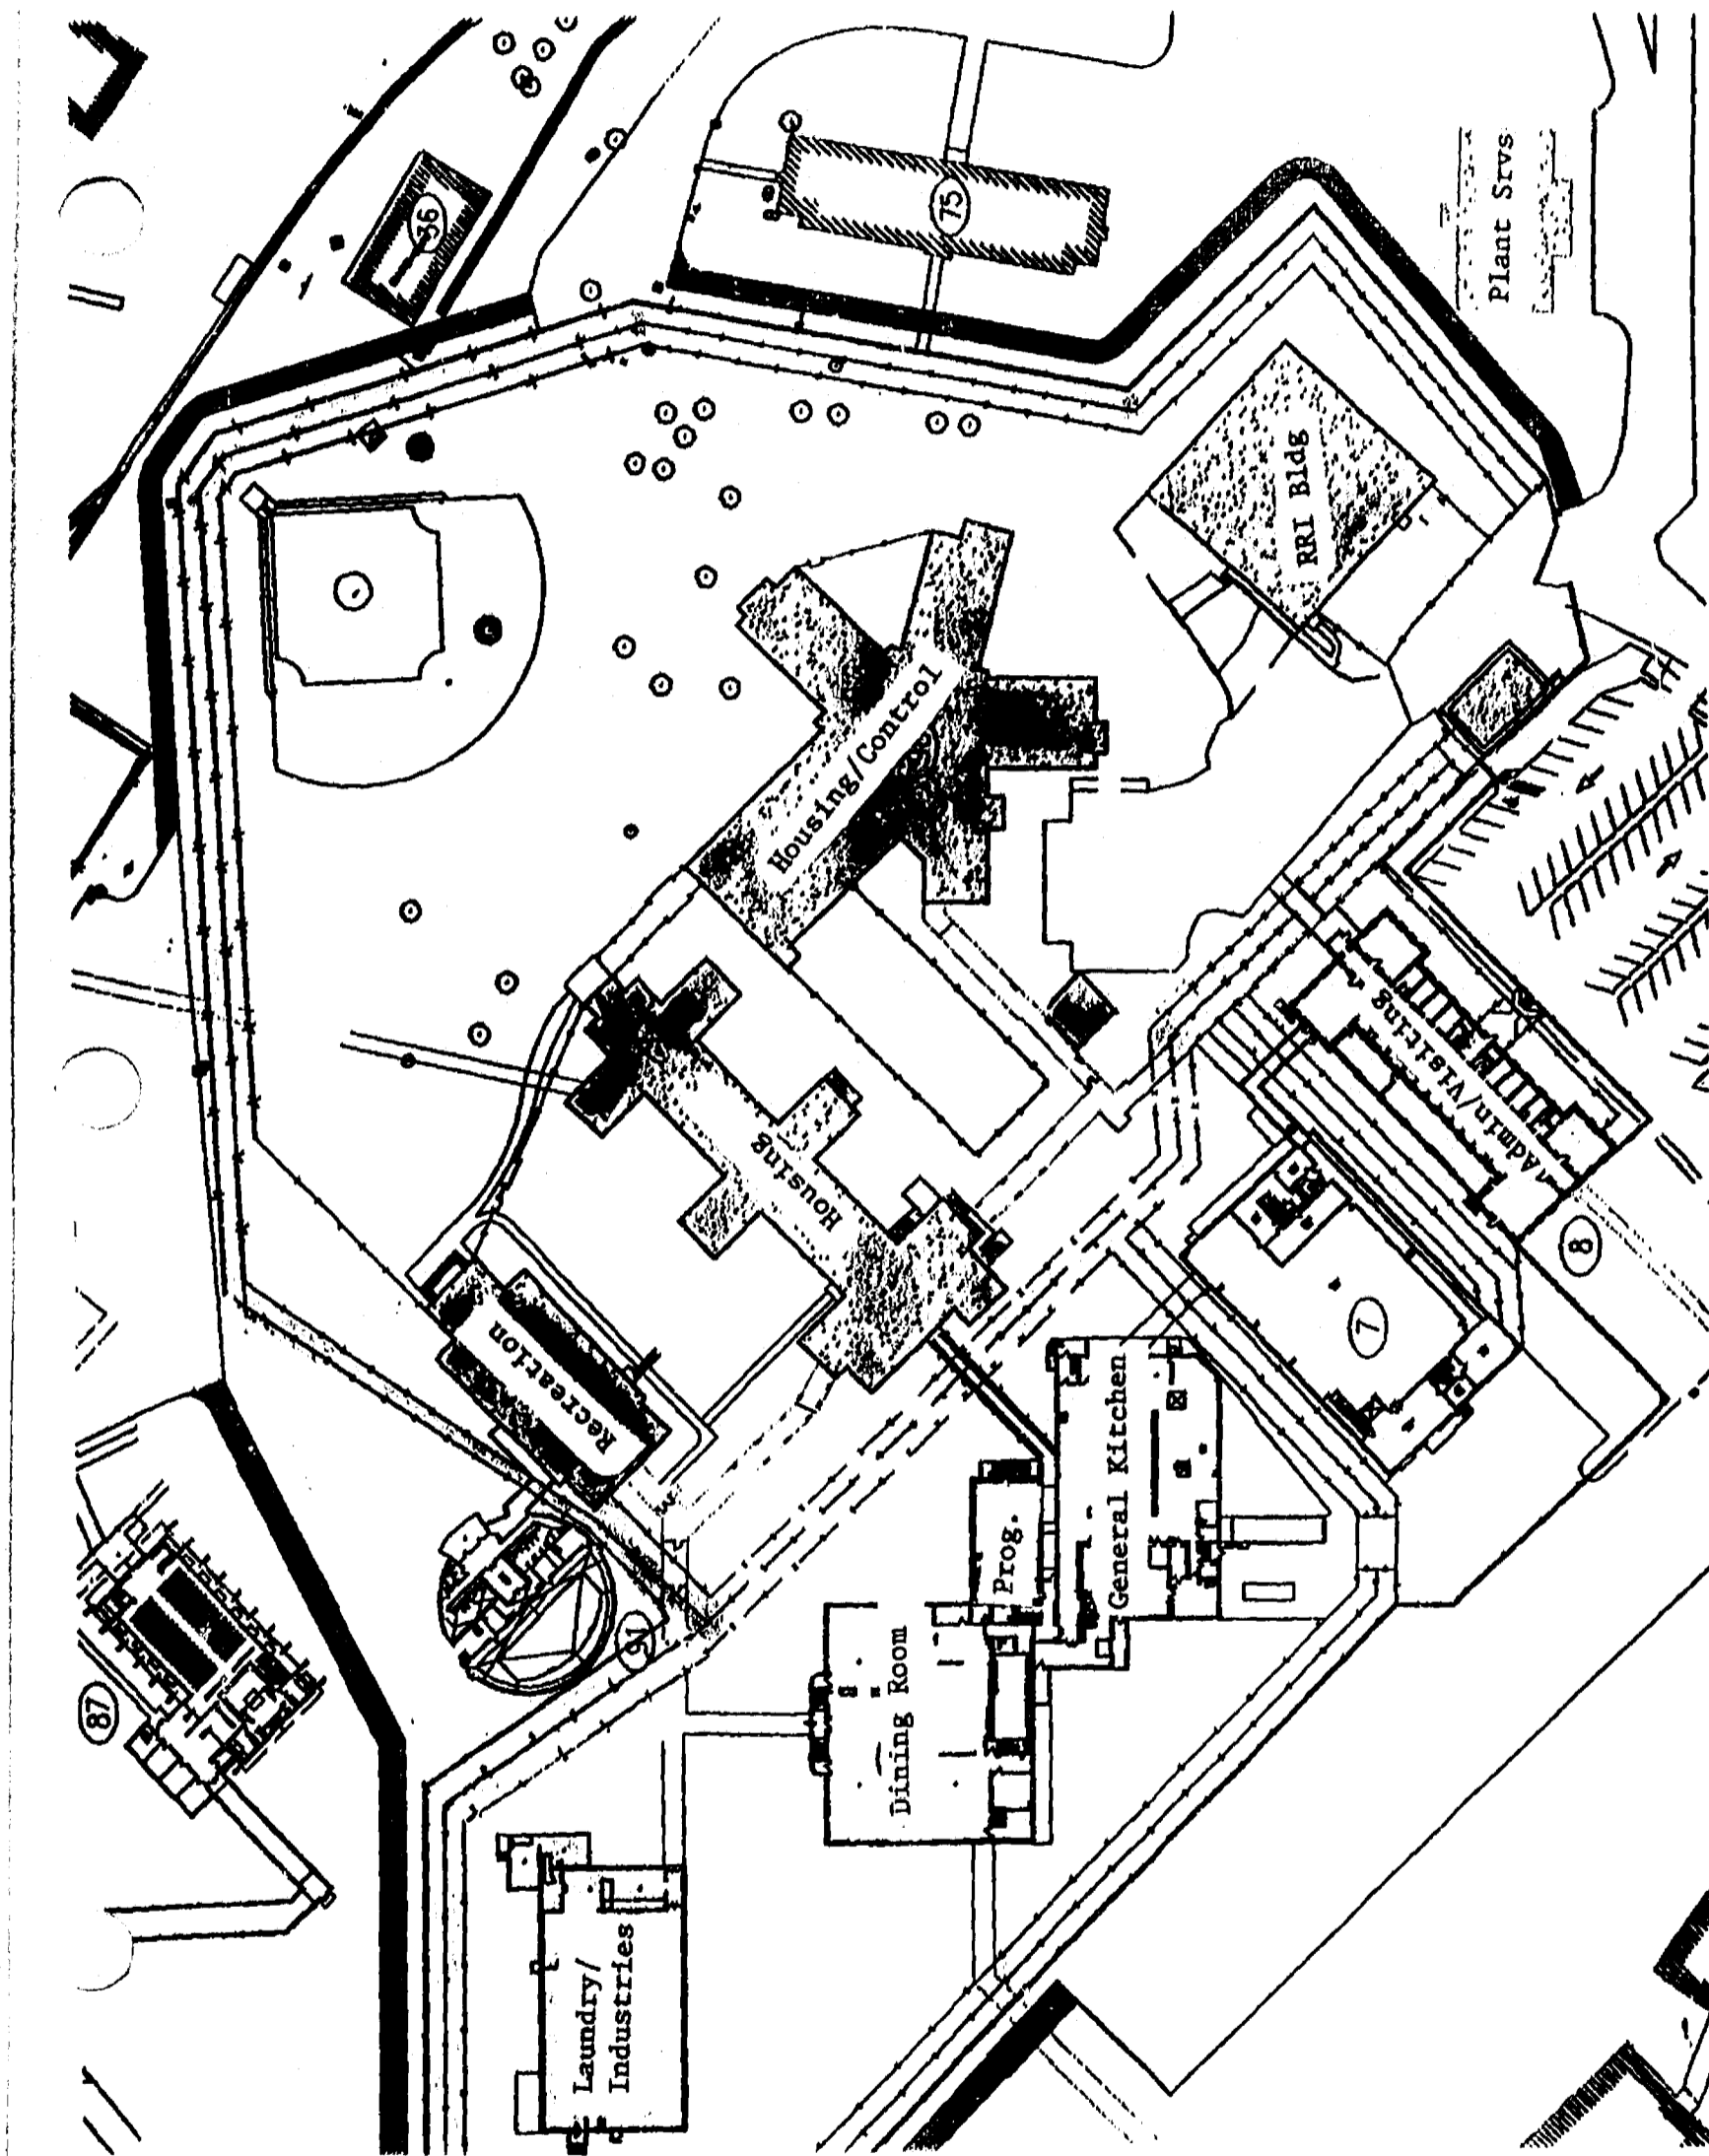 36
75
Plant Srvs
RRI Bldg
Housing/Control
Housing
Admin/Visiting
Recreation
8
7
General Kitchen
Prog.
Dining Room
91
87
Laundry/
Industries